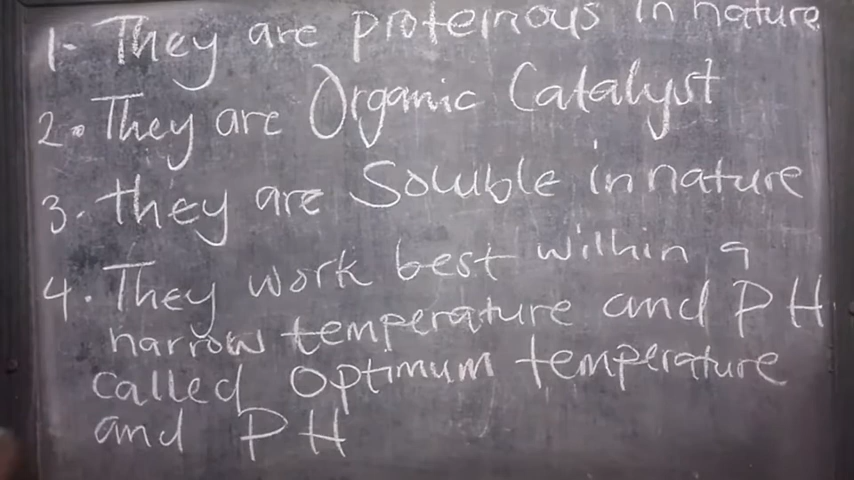 1. They are proteinous in nature
2. They are Organic Catalyst
3. they are Soluble in nature
4. They work best within a
narrow temperature and PH
called optimum temperature
and PH